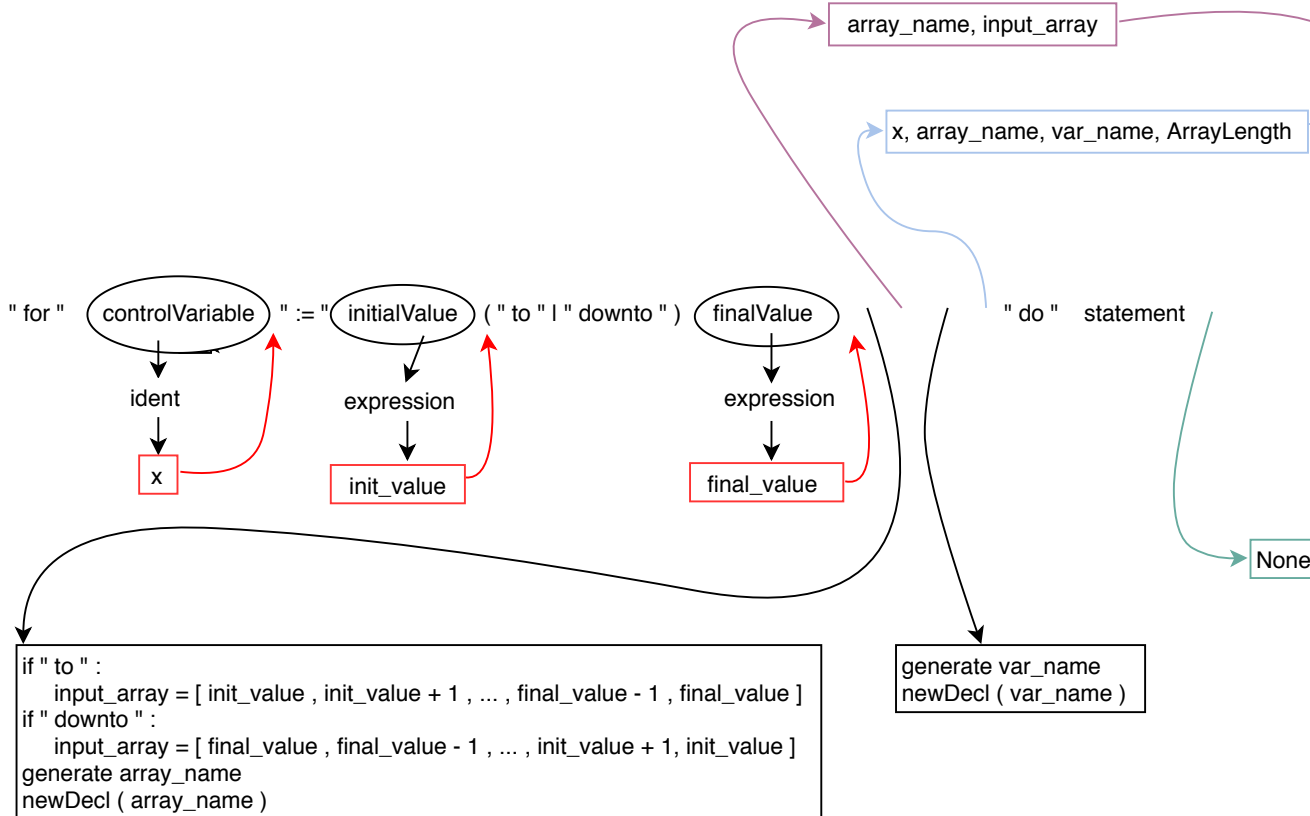 array_name, input_array
x, array_name, var_name, ArrayLength
" for " controlVariable " := " initialValue ( " to " | " downto " ) finalValue " do " statement
ident expression expression
x init_value final_value
None
if " to " :
input_array = [ init_value , init_value + 1 , ... , final_value - 1 , final_value ]
if " downto " :
input_array = [ final_value , final_value - 1 , ... , init_value + 1, init_value ]
generate array_name
newDecl ( array_name )
generate var_name
newDecl ( var_name )